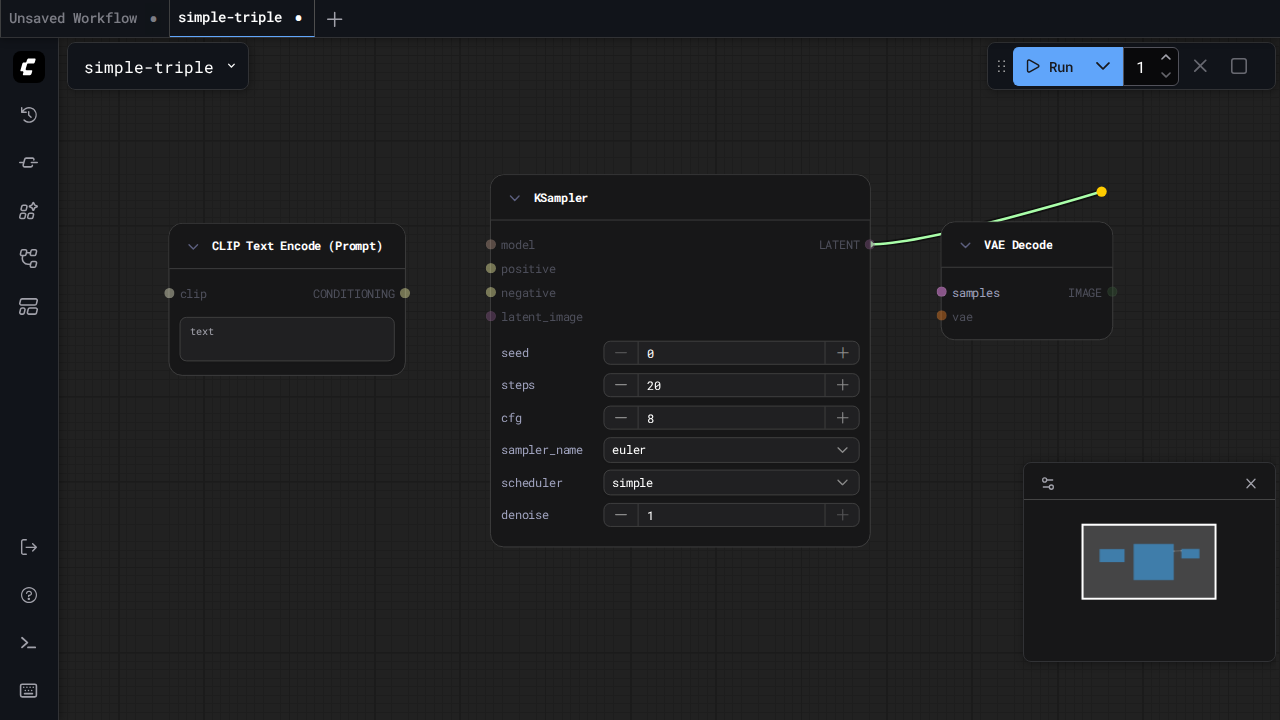 Unsaved Workflow
simple-triple
simple-triple
Run
1
CLIP Text Encode (Prompt)
clip CONDITIONING
text
KSampler
model LATENT
positive
negative
latent_image
seed 0
steps 20
cfg 8
sampler_name euler
scheduler simple
denoise 1
VAE Decode
samples IMAGE
vae